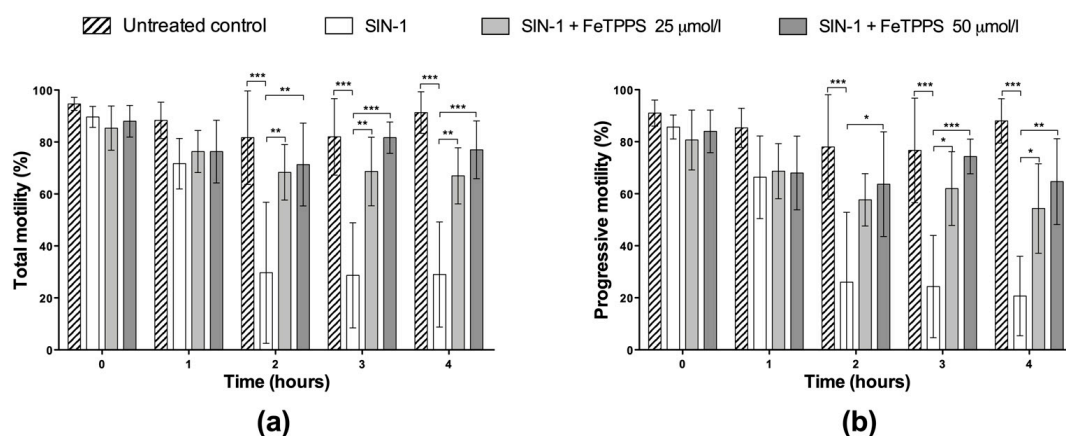 Untreated control SIN-1 SIN-1 + FeTPPS 25 μmol/l SIN-1 + FeTPPS 50 μmol/l
Total motility (%)
100
80
60
40
20
0
*** ** **
*** *** **
*** *** **
0 1 2 3 4
Time (hours)
(a)
Progressive motility (%)
100
80
60
40
20
0
*** *
*** *** *
*** ** *
0 1 2 3 4
Time (hours)
(b)